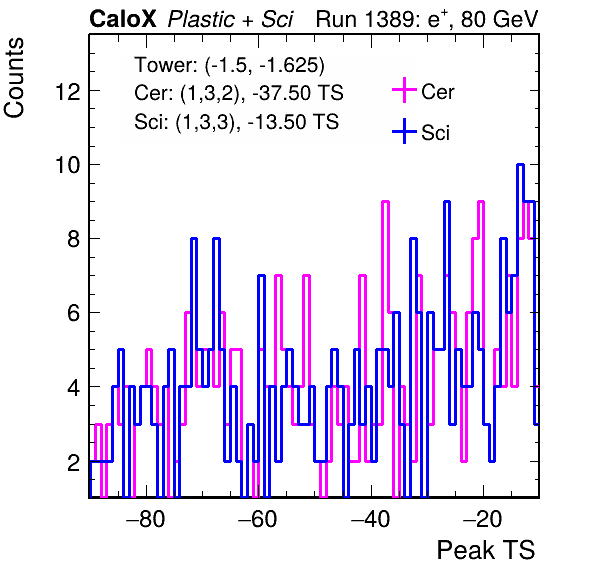 CaloX Plastic + Sci Run 1389: e+, 80 GeV
Counts
Tower: (-1.5, -1.625)
Cer: (1,3,2), -37.50 TS
Sci: (1,3,3), -13.50 TS
Cer
Sci
12
10
8
6
4
2
−80 −60 −40 −20
Peak TS